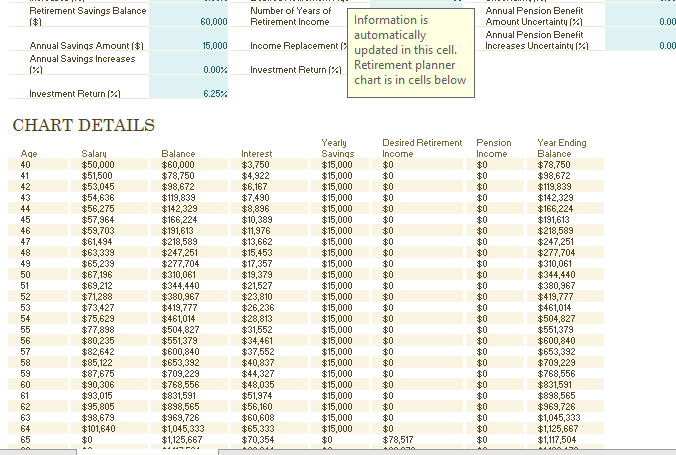 Retirement Savings Balance ($) 60,000 Number of Years of Retirement Income Annual Pension Benefit Amount Uncertainty (%) 0.00
Annual Savings Amount ($) 15,000 Income Replacement (% Annual Pension Benefit Increases Uncertainty (%) 0.00
Annual Savings Increases (%) 0.00% Investment Return (%)
Investment Return (%) 6.25%
Information is
automatically
updated in this cell.
Retirement planner
chart is in cells below
CHART DETAILS
Age Salary Balance Interest Yearly Savings Desired Retirement Income Pension Income Year Ending Balance
40 $50,000 $60,000 $3,750 $15,000 $0 $0 $78,750
41 $51,500 $78,750 $4,922 $15,000 $0 $0 $98,672
42 $53,045 $98,672 $6,167 $15,000 $0 $0 $119,839
43 $54,636 $119,839 $7,490 $15,000 $0 $0 $142,329
44 $56,275 $142,329 $8,896 $15,000 $0 $0 $166,224
45 $57,964 $166,224 $10,389 $15,000 $0 $0 $191,613
46 $59,703 $191,613 $11,976 $15,000 $0 $0 $218,589
47 $61,494 $218,589 $13,662 $15,000 $0 $0 $247,251
48 $63,339 $247,251 $15,453 $15,000 $0 $0 $277,704
49 $65,239 $277,704 $17,357 $15,000 $0 $0 $310,061
50 $67,196 $310,061 $19,379 $15,000 $0 $0 $344,440
51 $69,212 $344,440 $21,527 $15,000 $0 $0 $380,967
52 $71,288 $380,967 $23,810 $15,000 $0 $0 $419,777
53 $73,427 $419,777 $26,236 $15,000 $0 $0 $461,014
54 $75,629 $461,014 $28,813 $15,000 $0 $0 $504,827
55 $77,898 $504,827 $31,552 $15,000 $0 $0 $551,379
56 $80,235 $551,379 $34,461 $15,000 $0 $0 $600,840
57 $82,642 $600,840 $37,552 $15,000 $0 $0 $653,392
58 $85,122 $653,392 $40,837 $15,000 $0 $0 $709,229
59 $87,675 $709,229 $44,327 $15,000 $0 $0 $768,556
60 $90,306 $768,556 $48,035 $15,000 $0 $0 $831,591
61 $93,015 $831,591 $51,974 $15,000 $0 $0 $898,565
62 $95,805 $898,565 $56,160 $15,000 $0 $0 $969,726
63 $98,679 $969,726 $60,608 $15,000 $0 $0 $1,045,333
64 $101,640 $1,045,333 $65,333 $15,000 $0 $0 $1,125,667
65 $0 $1,125,667 $70,354 $0 $78,517 $0 $1,117,504